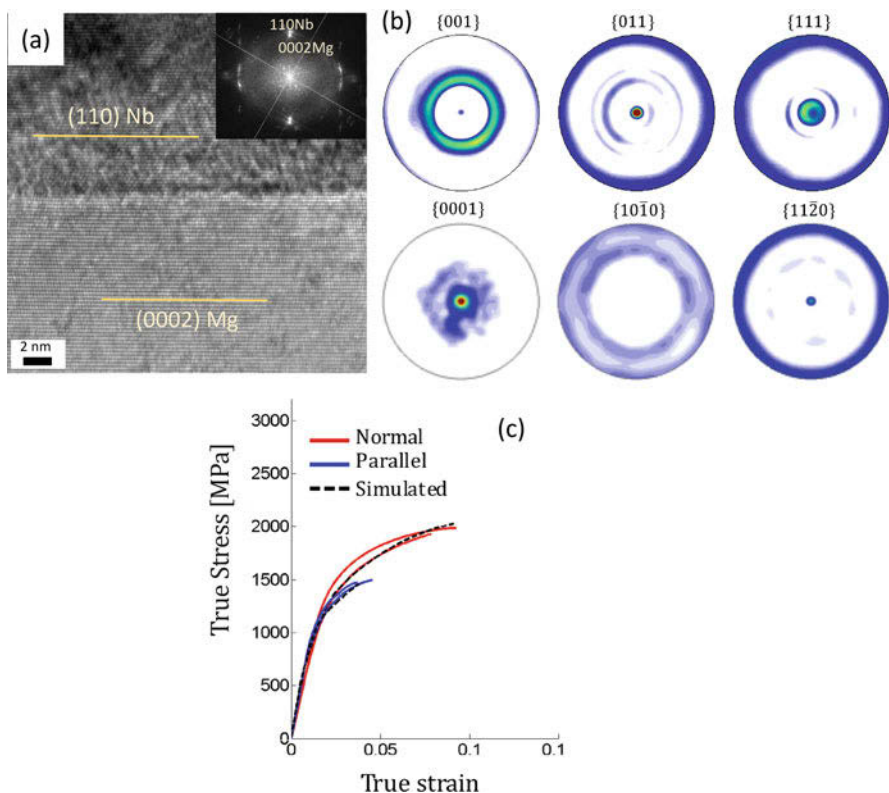 (a)
110Nb
0002Mg
(110) Nb
(0002) Mg
2 nm
(b)
{001}
{011}
{111}
{0001}
{101̅0}
{112̅0}
(c)
Normal
Parallel
Simulated
True Stress [MPa]
3000
2500
2000
1500
1000
500
0
0
0.05
0.1
0.1
True strain